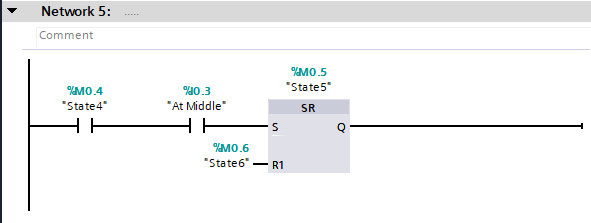 Network 5: .....
Comment
%M0.5
%M0.4 %I0.3 "State5"
"State4" "At Middle" SR
S Q
%M0.6
"State6" R1